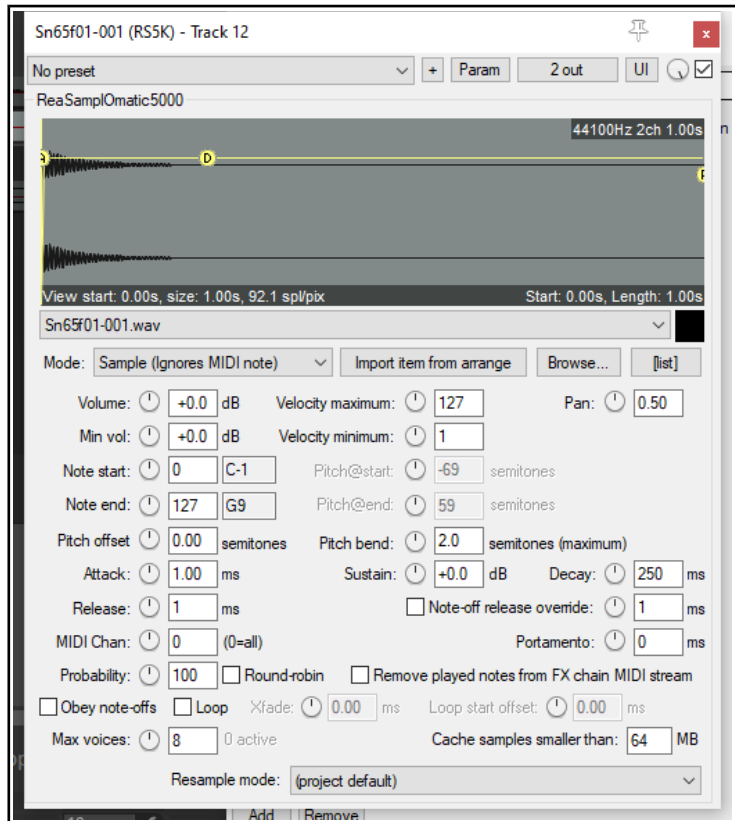 Sn65f01-001 (RS5K) - Track 12
x
No preset + Param 2 out UI
ReaSamplOmatic5000
44100Hz 2ch 1.00s
A D
View start: 0.00s, size: 1.00s, 92.1 spl/pix Start: 0.00s, Length: 1.00s
Sn65f01-001.wav
Mode: Sample (Ignores MIDI note) Import item from arrange Browse... [list]
Volume: +0.0 dB Velocity maximum: 127 Pan: 0.50
Min vol: +0.0 dB Velocity minimum: 1
Note start: 0 C-1 Pitch@start: -69 semitones
Note end: 127 G9 Pitch@end: 59 semitones
Pitch offset 0.00 semitones Pitch bend: 2.0 semitones (maximum)
Attack: 1.00 ms Sustain: +0.0 dB Decay: 250 ms
Release: 1 ms Note-off release override: 1 ms
MIDI Chan: 0 (0=all) Portamento: 0 ms
Probability: 100 Round-robin Remove played notes from FX chain MIDI stream
Obey note-offs Loop Xfade: 0.00 ms Loop start offset: 0.00 ms
Max voices: 8 0 active Cache samples smaller than: 64 MB
Resample mode: (project default)
Add Remove